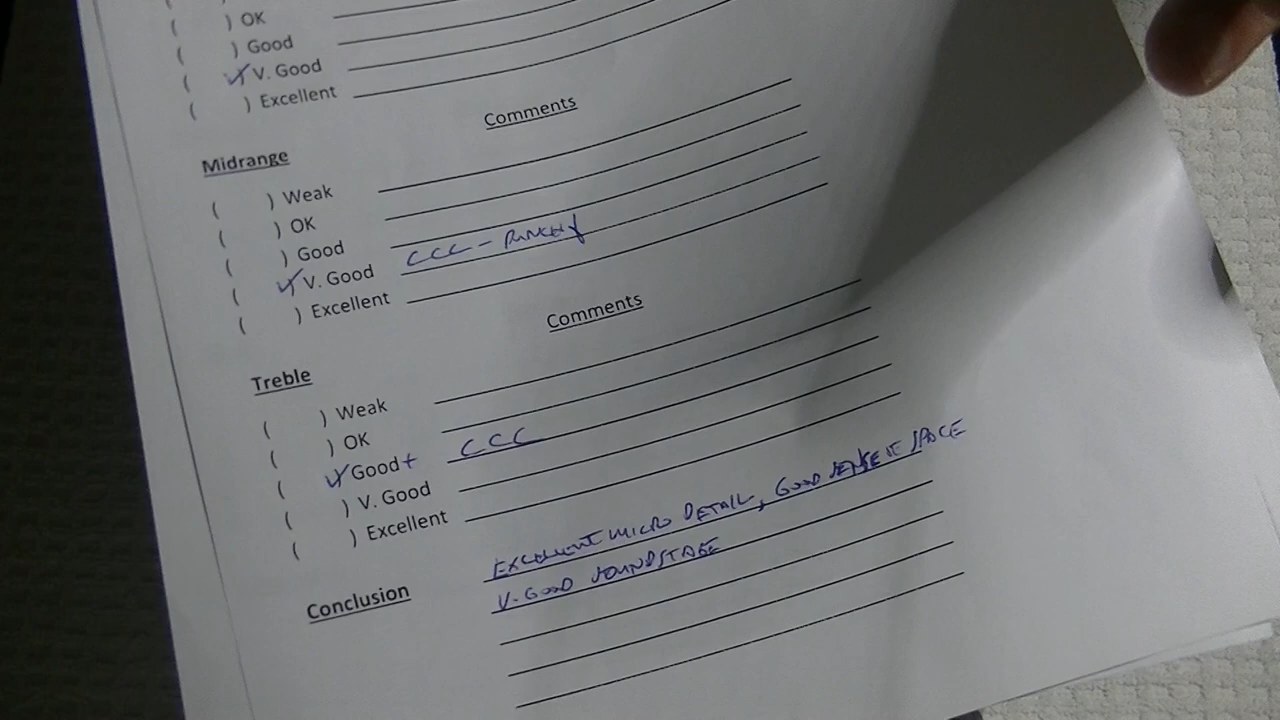 ( ) OK
( ) Good
( ✓) V. Good
( ) Excellent
Comments
Midrange
( ) Weak
( ) OK
( ) Good
( ✓) V. Good CCC - PUNCHY
( ) Excellent
Comments
Treble
( ) Weak
( ) OK
( ✓) Good+ CCC
( ) V. Good
( ) Excellent
Conclusion EXCELLENT MICRO DETAIL, GOOD SENSE OF SPACE
V-GOOD SOUNDSTAGE